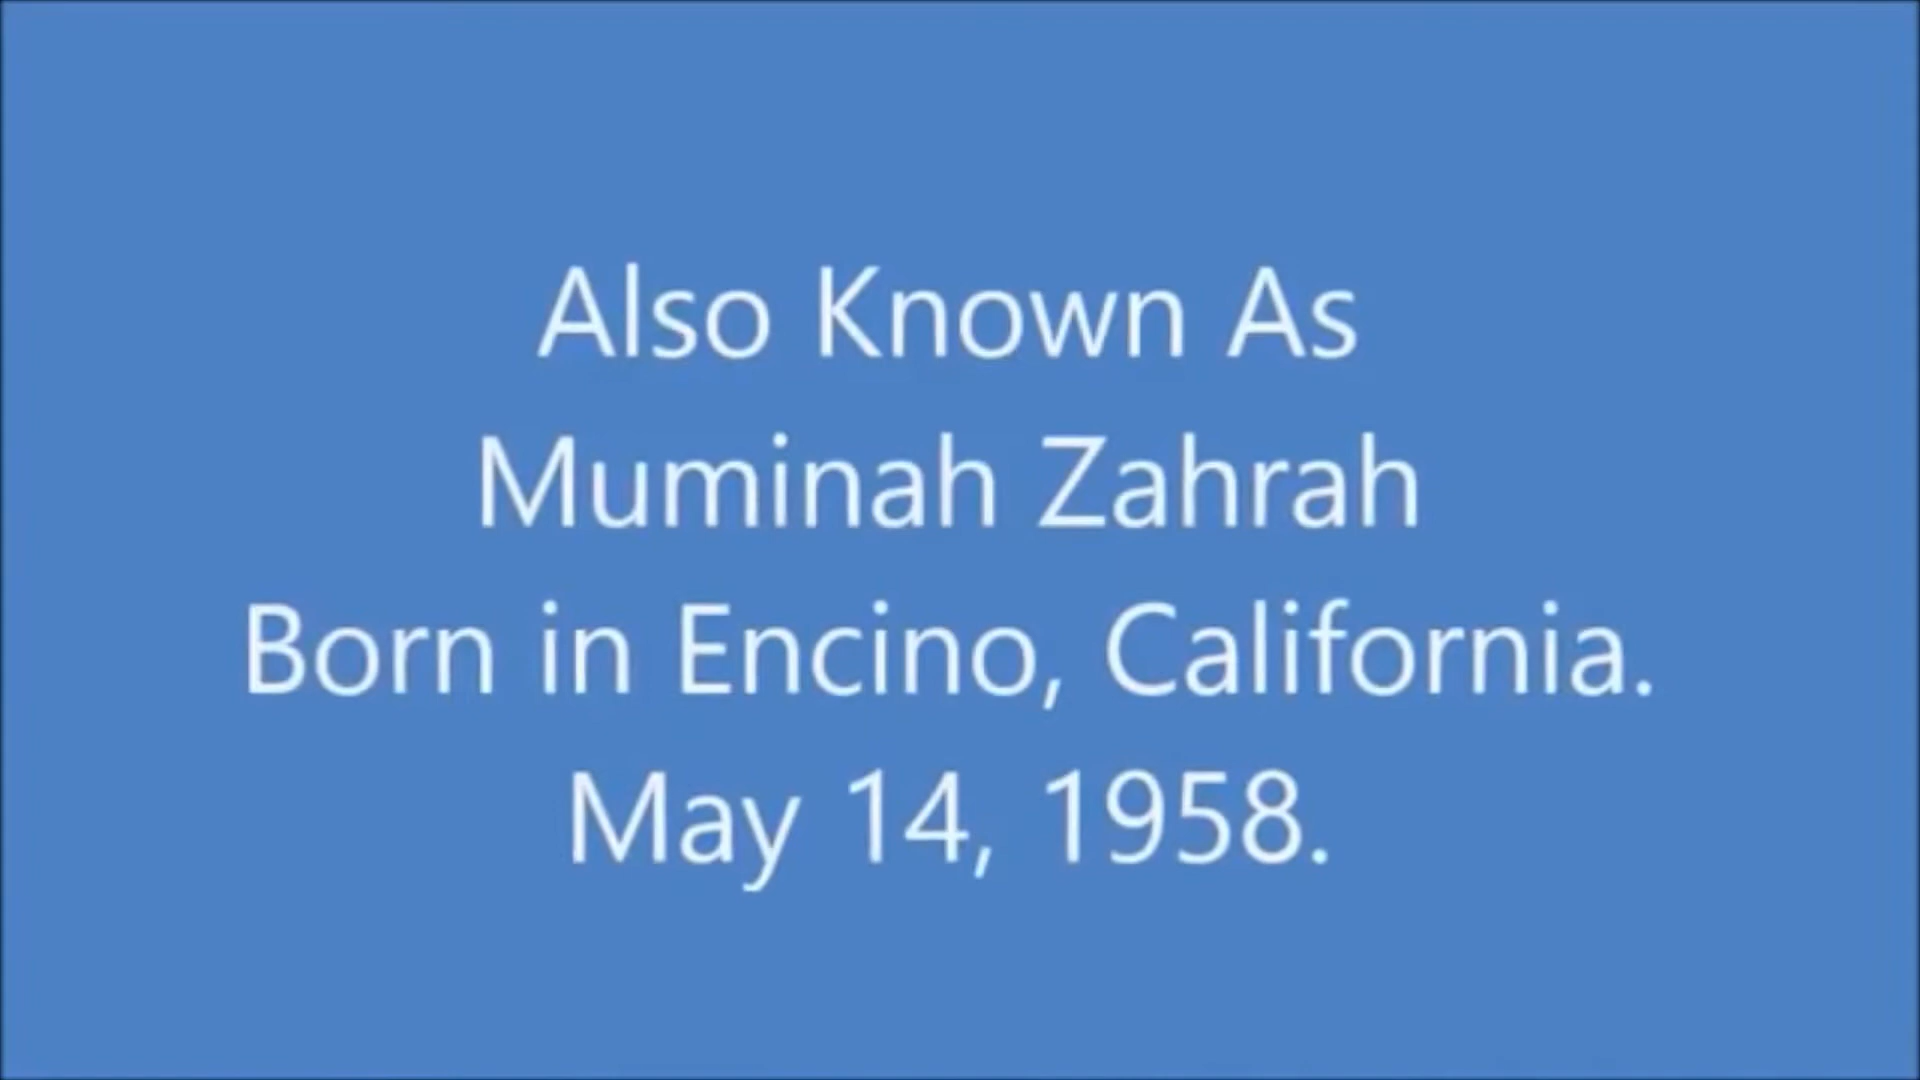 Also Known As
Muminah Zahrah
Born in Encino, California.
May 14, 1958.